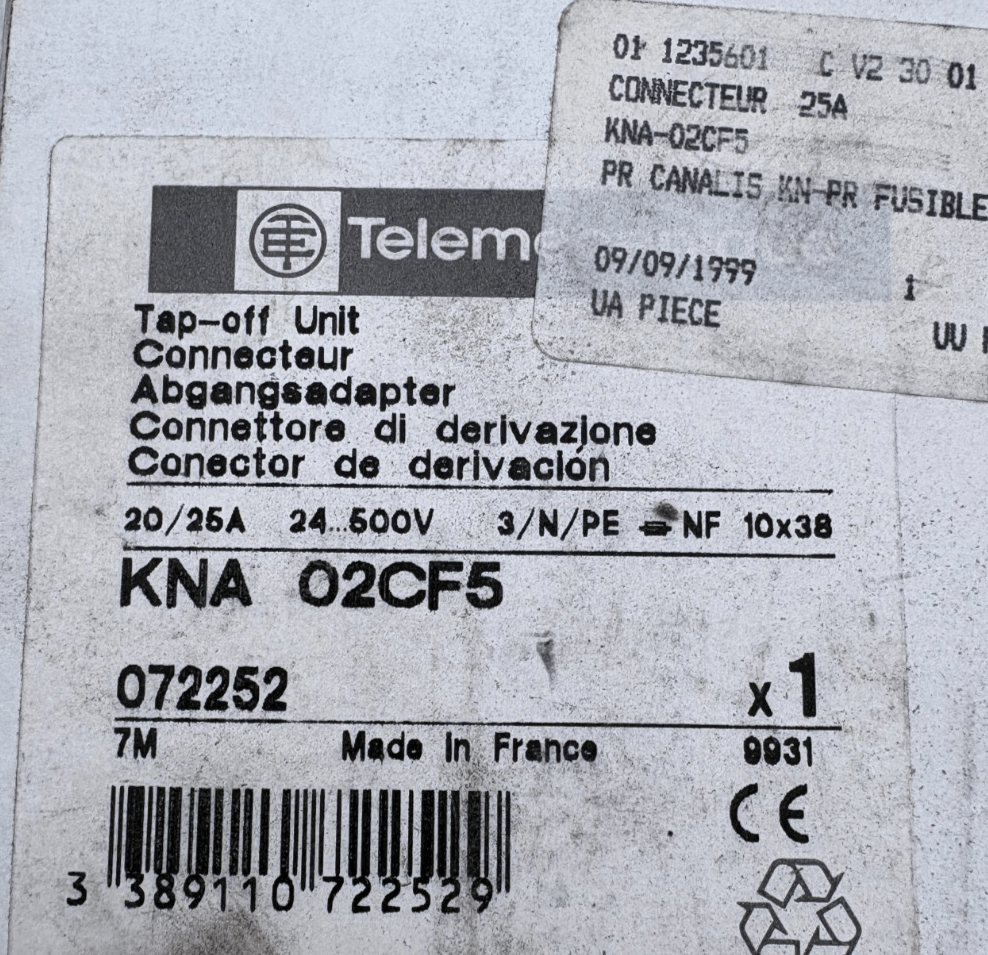 01 1235601 C V2 30 01
CONNECTEUR 25A
KNA-02CF5
PR CANALIS KN-PR FUSIBLE
09/09/1999 1
UA PIECE
UU
TE
Telem
Tap-off Unit
Connecteur
Abgangsadapter
Connettore di derivazione
Conector de derivación
20/25A 24...500V 3/N/PE NF 10x38
KNA 02CF5
072252 x1
7M Made In France 9931
CE
3 389110 722529